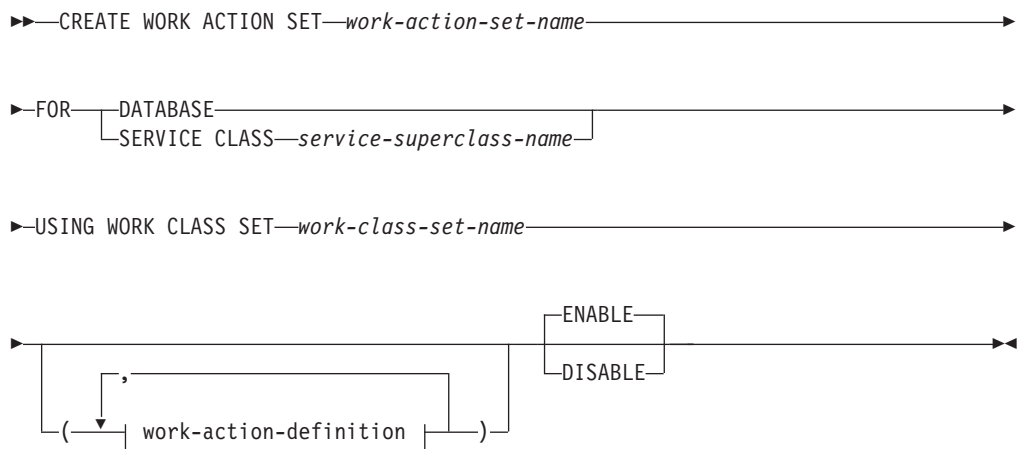 CREATE WORK ACTION SET work-action-set-name
FOR DATABASE
SERVICE CLASS service-superclass-name
USING WORK CLASS SET work-class-set-name
ENABLE
DISABLE
,
( work-action-definition )